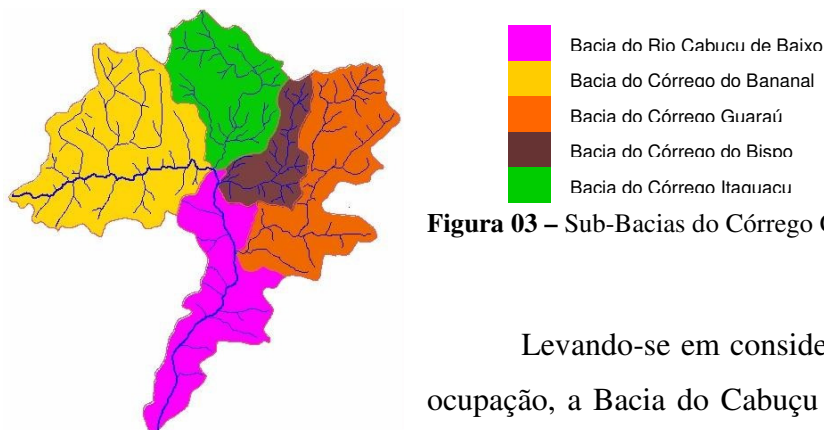 Bacia do Rio Cabuçu de Baixo
Bacia do Córrego do Bananal
Bacia do Córrego Guaraú
Bacia do Córrego do Bispo
Bacia do Córrego Itaguaçu
Figura 03 – Sub-Bacias do Córrego
Levando-se em conside
ocupação, a Bacia do Cabuçu